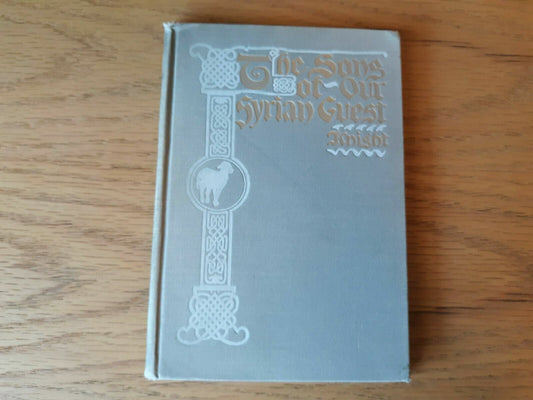 The Song
of Our
Syrian Guest
Knight